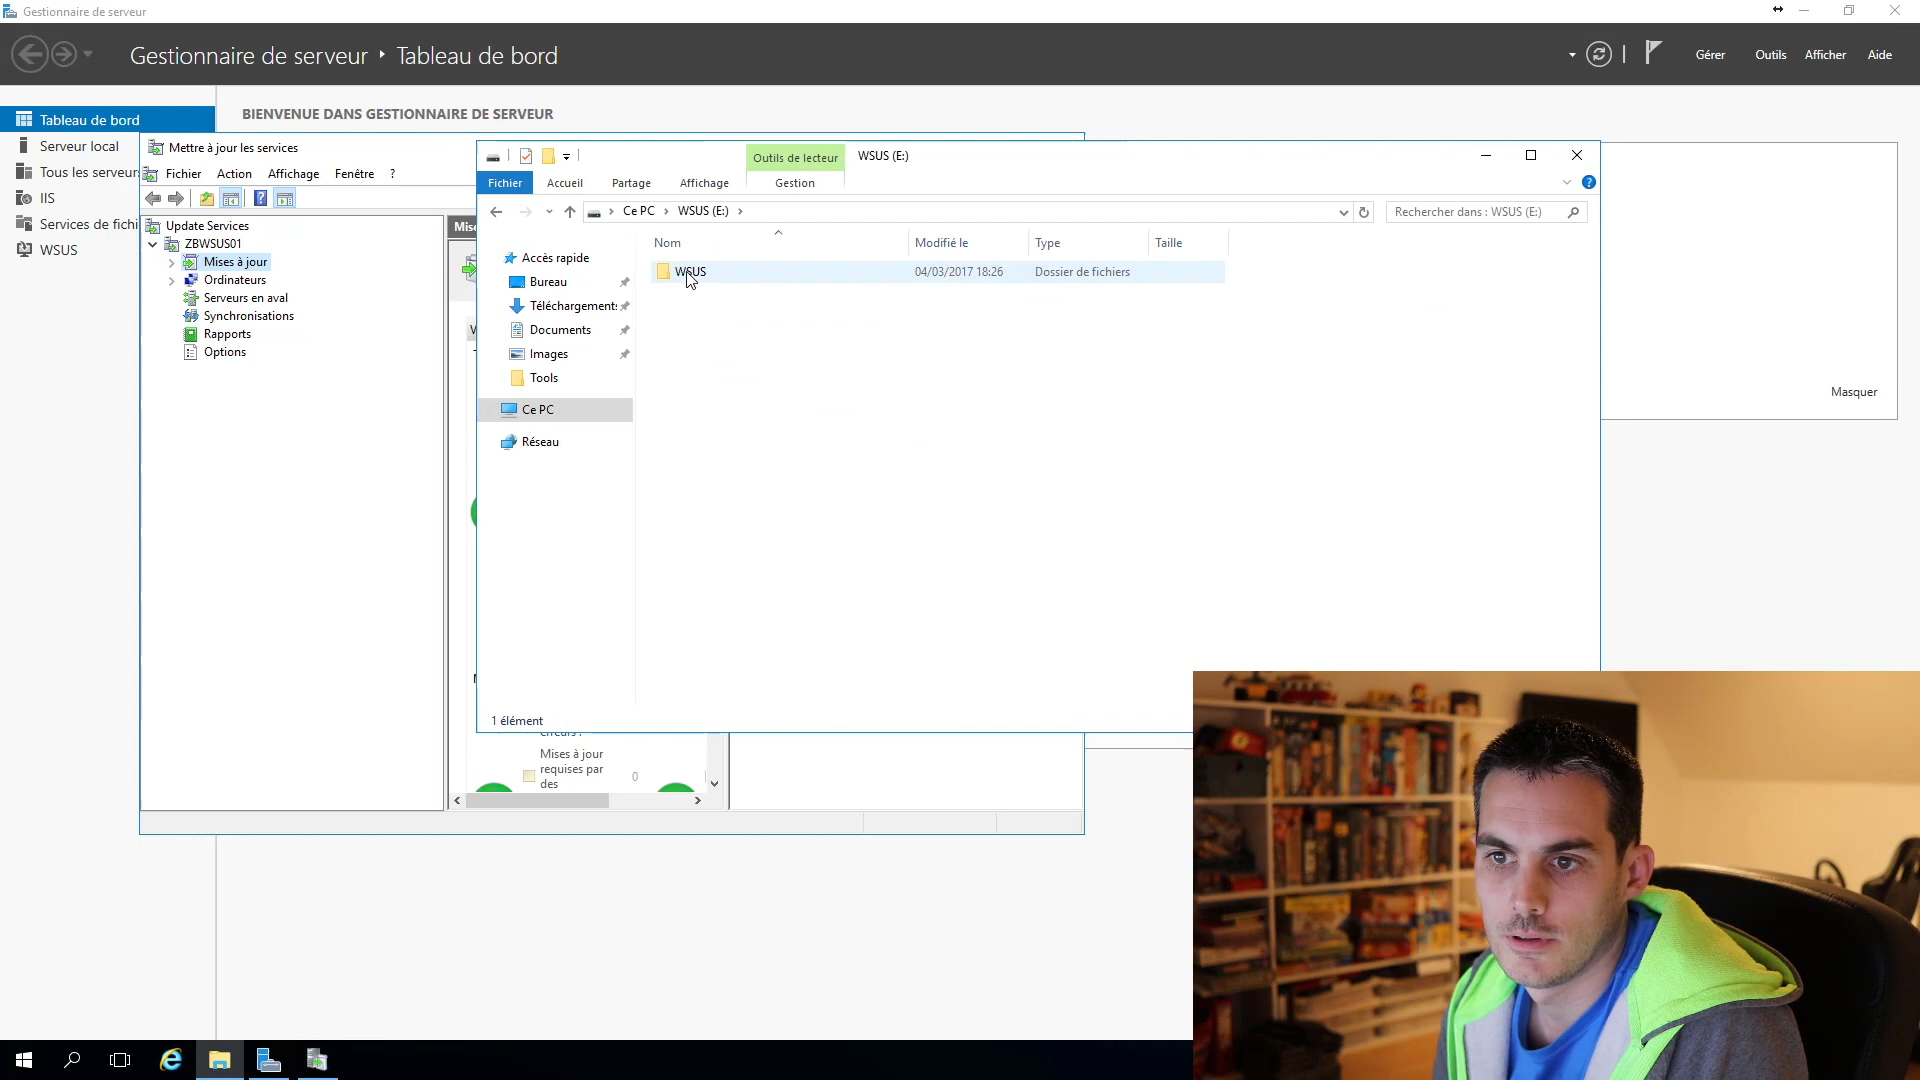 Gestionnaire de serveur
Gestionnaire de serveur ‣ Tableau de bord
Gérer Outils Afficher Aide
Tableau de bord
Serveur local
Tous les serveurs
IIS
Services de fichi
WSUS
BIENVENUE DANS GESTIONNAIRE DE SERVEUR
Masquer
Mettre à jour les services
Fichier Action Affichage Fenêtre ?
Update Services
ZBWSUS01
Mises à jour
Ordinateurs
Serveurs en aval
Synchronisations
Rapports
Options
Mise
Mises à jour
requises par
des
0
Outils de lecteur
WSUS (E:)
Fichier Accueil Partage Affichage Gestion
Ce PC > WSUS (E:) >
Rechercher dans : WSUS (E:)
Accès rapide
Bureau
Téléchargements
Documents
Images
Tools
Ce PC
Réseau
Nom Modifié le Type Taille
WSUS 04/03/2017 18:26 Dossier de fichiers
1 élément